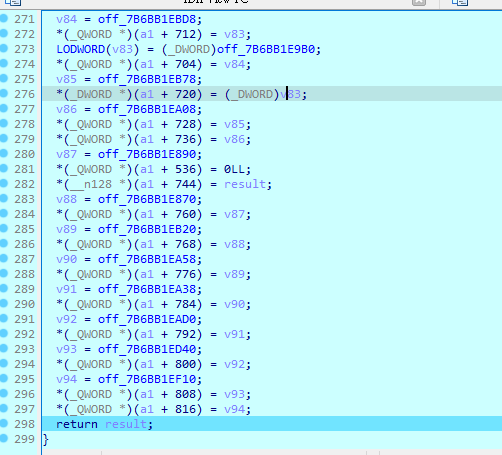 271 v84 = off_7B6BB1EBD8;
272 *(_QWORD *)(a1 + 712) = v83;
273 LODWORD(v83) = (_DWORD)off_7B6BB1E9B0;
274 *(_QWORD *)(a1 + 704) = v84;
275 v85 = off_7B6BB1EB78;
276 *(_DWORD *)(a1 + 720) = (_DWORD)v83;
277 v86 = off_7B6BB1EA08;
278 *(_QWORD *)(a1 + 728) = v85;
279 *(_QWORD *)(a1 + 736) = v86;
280 v87 = off_7B6BB1E890;
281 *(_QWORD *)(a1 + 536) = 0LL;
282 *(__n128 *)(a1 + 744) = result;
283 v88 = off_7B6BB1E870;
284 *(_QWORD *)(a1 + 760) = v87;
285 v89 = off_7B6BB1EB20;
286 *(_QWORD *)(a1 + 768) = v88;
287 v90 = off_7B6BB1EA58;
288 *(_QWORD *)(a1 + 776) = v89;
289 v91 = off_7B6BB1EA38;
290 *(_QWORD *)(a1 + 784) = v90;
291 v92 = off_7B6BB1EAD0;
292 *(_QWORD *)(a1 + 792) = v91;
293 v93 = off_7B6BB1ED40;
294 *(_QWORD *)(a1 + 800) = v92;
295 v94 = off_7B6BB1EF10;
296 *(_QWORD *)(a1 + 808) = v93;
297 *(_QWORD *)(a1 + 816) = v94;
298 return result;
299 }